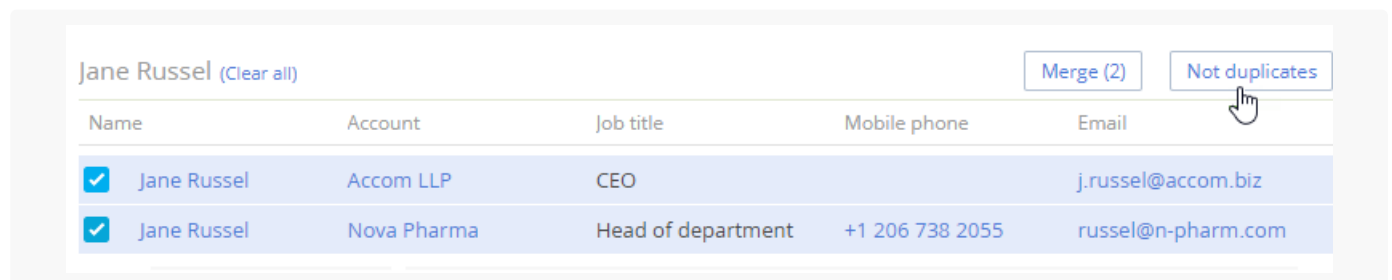 Jane Russel (Clear all) Merge (2) Not duplicates
Name Account Job title Mobile phone Email
Jane Russel Accom LLP CEO j.russel@accom.biz
Jane Russel Nova Pharma Head of department +1 206 738 2055 russel@n-pharm.com